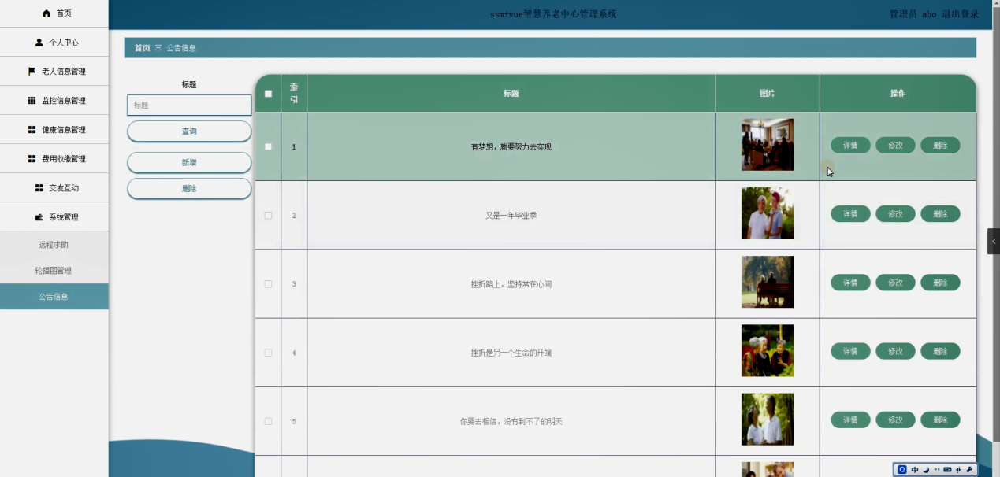 首页
个人中心
老人信息管理
监控信息管理
健康信息管理
费用收缴管理
交友互动
系统管理
远程求助
轮播图管理
公告信息
ssm+vue智慧养老中心管理系统
管理员 abo 退出登录
首页 公告信息
标题
标题
查询
新增
删除
索引 标题 图片 操作
1 有梦想，就要努力去实现 详情 修改 删除
2 又是一年毕业季 详情 修改 删除
3 挫折路上，坚持常在心间 详情 修改 删除
4 挫折是另一个生命的开端 详情 修改 删除
5 你要去相信，没有到不了的明天 详情 修改 删除
中